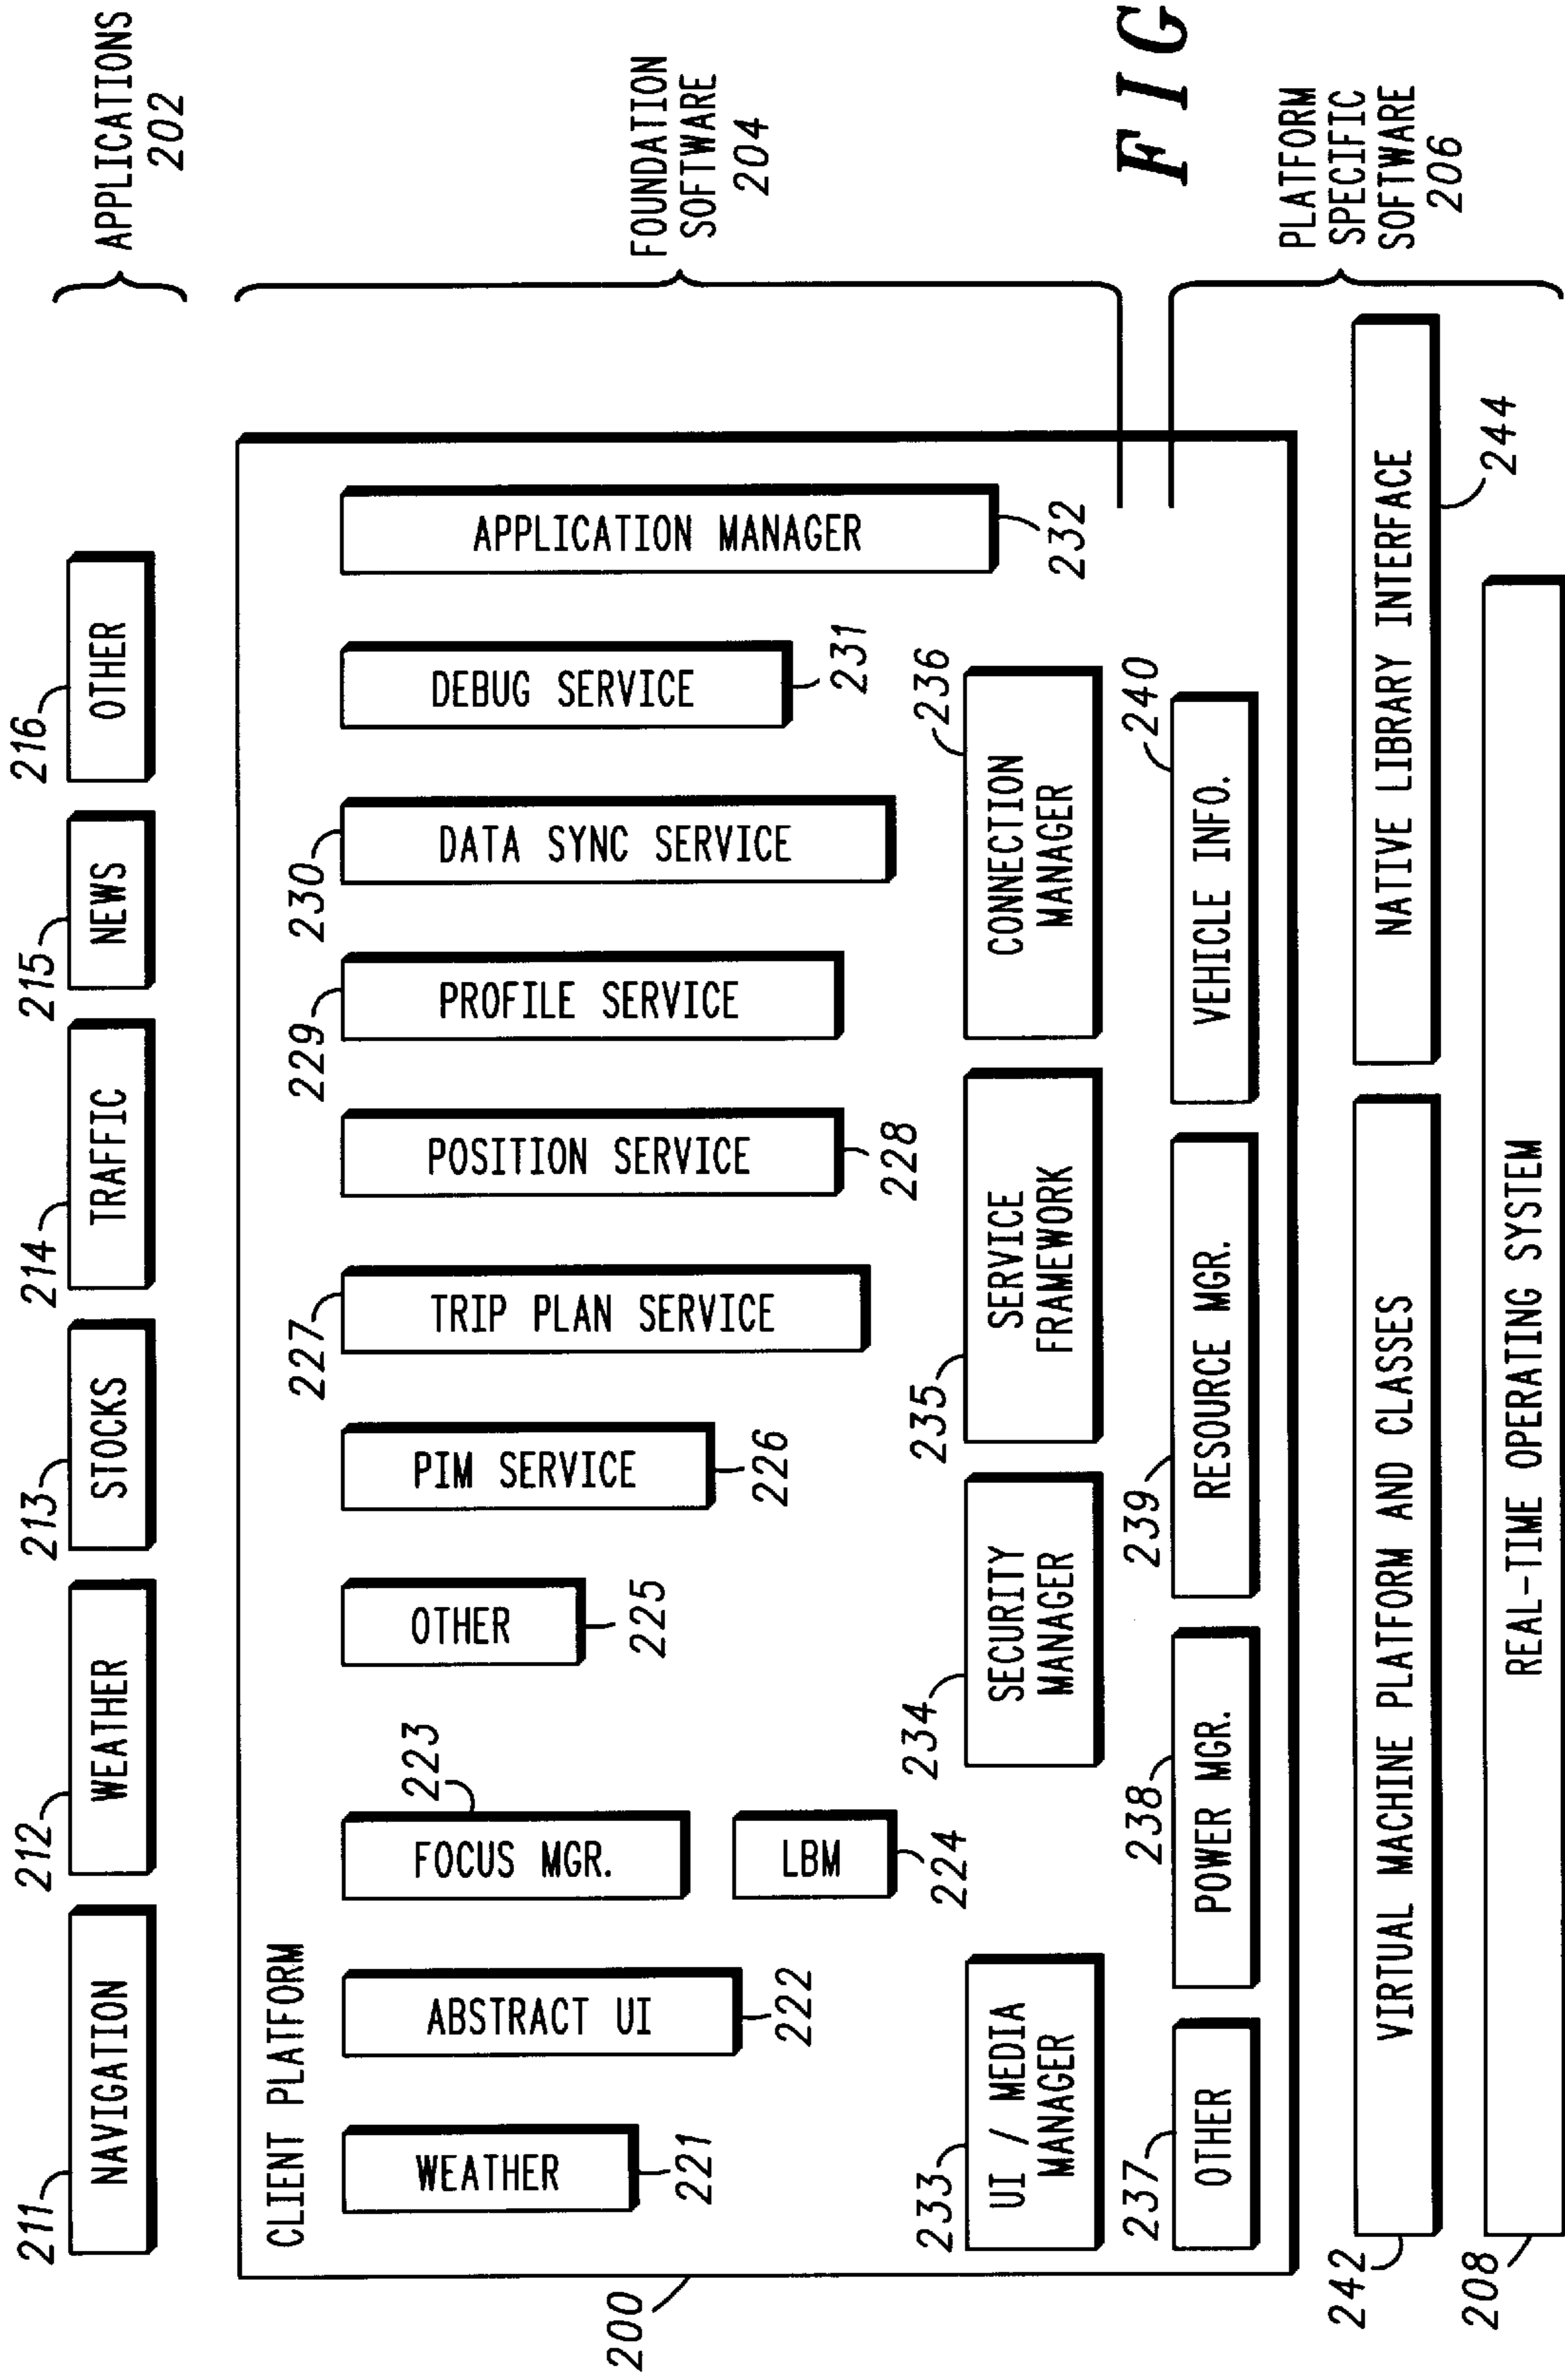 APPLICATIONS
202
211
NAVIGATION
212
WEATHER
213
STOCKS
214
TRAFFIC
215
NEWS
216
OTHER
FOUNDATION
SOFTWARE
204
200
CLIENT PLATFORM
WEATHER
221
ABSTRACT UI
222
223
FOCUS MGR.
LBM
224
OTHER
225
PIM SERVICE
226
227
TRIP PLAN SERVICE
POSITION SERVICE
228
229
PROFILE SERVICE
230
DATA SYNC SERVICE
DEBUG SERVICE
231
APPLICATION MANAGER
232
233
UI / MEDIA
MANAGER
234
SECURITY
MANAGER
235
SERVICE
FRAMEWORK
236
CONNECTION
MANAGER
237
OTHER
238
POWER MGR.
239
RESOURCE MGR.
240
VEHICLE INFO.
FIG
PLATFORM
SPECIFIC
SOFTWARE
206
242
VIRTUAL MACHINE PLATFORM AND CLASSES
NATIVE LIBRARY INTERFACE
244
208
REAL-TIME OPERATING SYSTEM